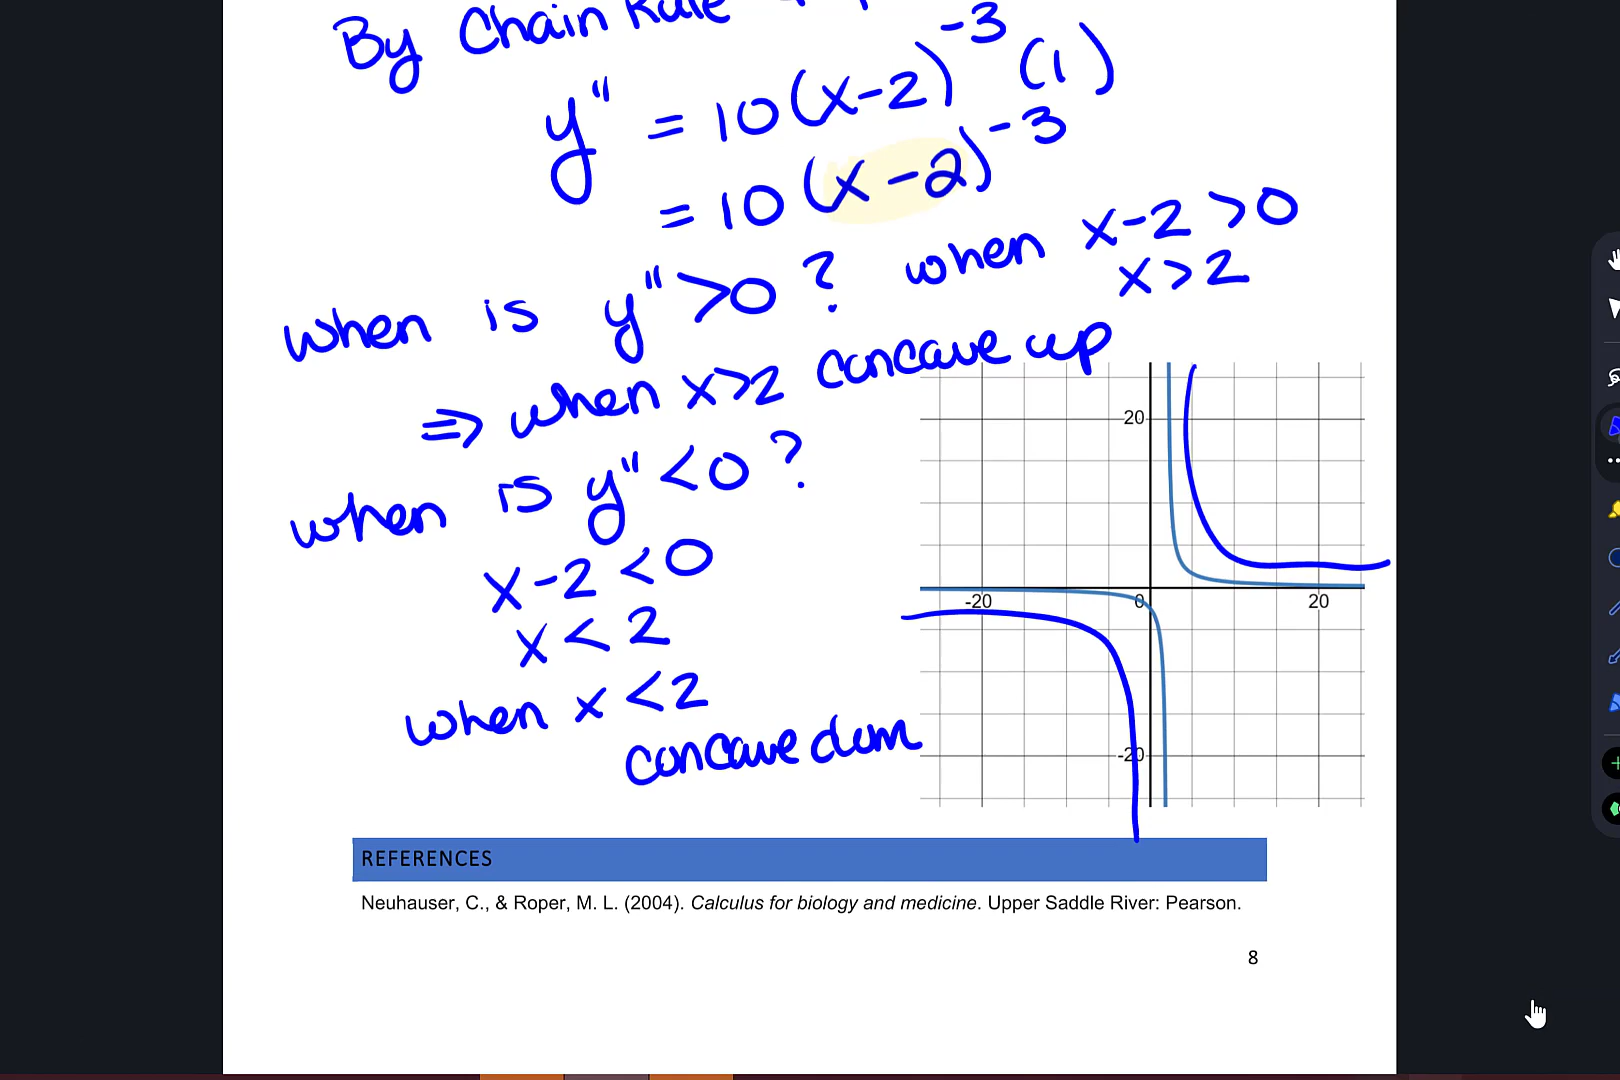 By Chain Rule
y" = 10(x-2)^-3 (1)
= 10(x-2)^-3
when is y" >0 ? when x-2 >0
x>2
⇒ when x>2 concave up
when is y" <0 ?
x-2 <0
x < 2
when x <2
concave down
20
-20
0
20
-20
REFERENCES
Neuhauser, C., & Roper, M. L. (2004). Calculus for biology and medicine. Upper Saddle River: Pearson.
8